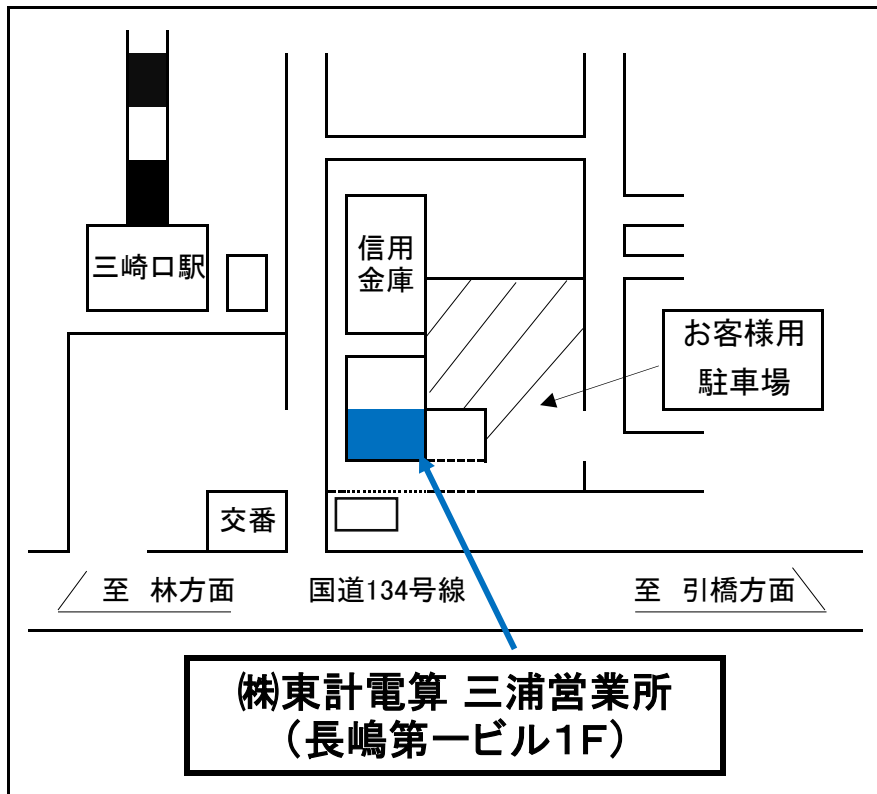 三崎口駅
信用
金庫
お客様用
駐車場
交番
至 林方面
国道134号線
至 引橋方面
㈱東計電算 三浦営業所
（長嶋第一ビル1F）